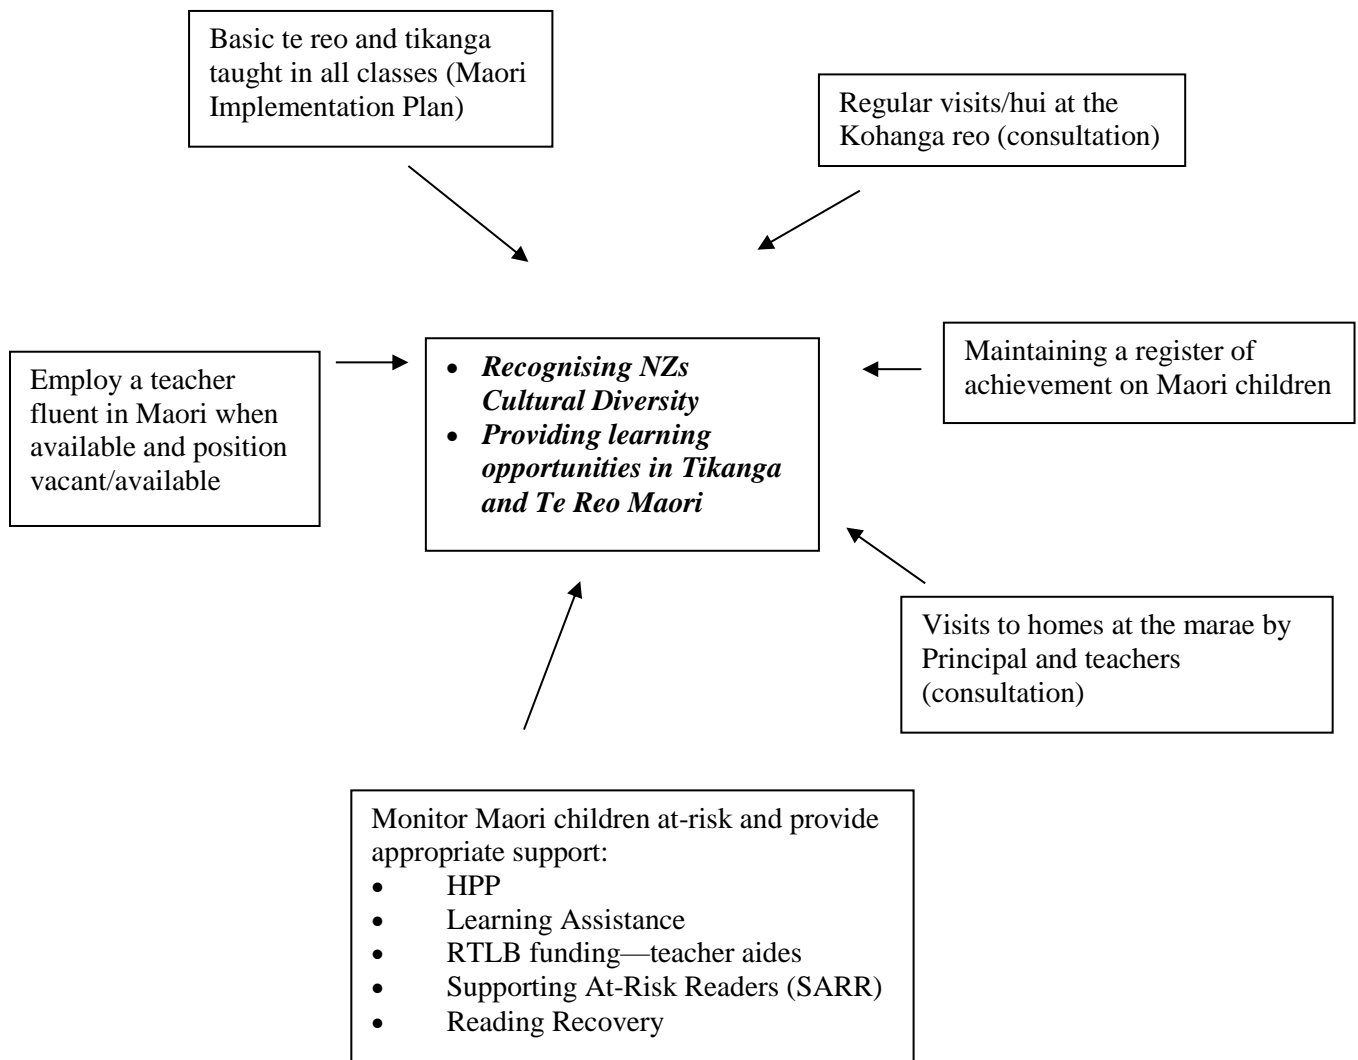 Basic te reo and tikanga
taught in all classes (Maori
Implementation Plan)
Regular visits/hui at the
Kohanga reo (consultation)
Employ a teacher
fluent in Maori when
available and position
vacant/available
• Recognising NZs
Cultural Diversity
• Providing learning
opportunities in Tikanga
and Te Reo Maori
Maintaining a register of
achievement on Maori children
Visits to homes at the marae by
Principal and teachers
(consultation)
Monitor Maori children at-risk and provide
appropriate support:
• HPP
• Learning Assistance
• RTLB funding—teacher aides
• Supporting At-Risk Readers (SARR)
• Reading Recovery